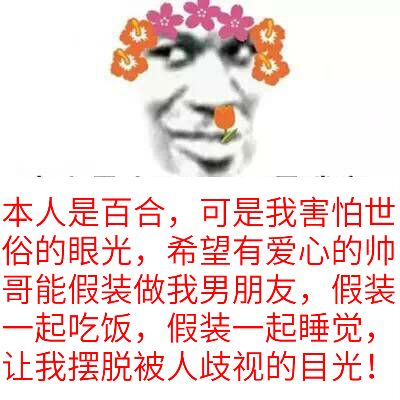 本人是百合，可是我害怕世
俗的眼光，希望有爱心的帅
哥能假装做我男朋友，假装
一起吃饭，假装一起睡觉，
让我摆脱被人歧视的目光！